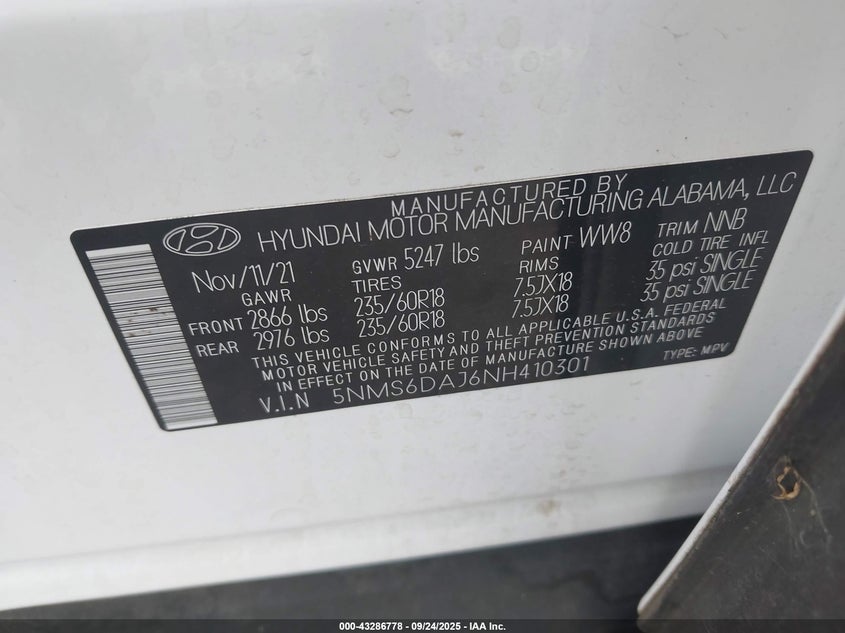 MANUFACTURED BY
HYUNDAI MOTOR MANUFACTURING ALABAMA, LLC
Nov/11/21 GVWR 5247 lbs PAINT WW8 TRIM NNB
GAWR TIRES RIMS COLD TIRE INFL
FRONT 2866 lbs 235/60R18 7.5JX18 35 psi SINGLE
REAR 2976 lbs 235/60R18 7.5JX18 35 psi SINGLE
THIS VEHICLE CONFORMS TO ALL APPLICABLE U.S.A. FEDERAL
MOTOR VEHICLE SAFETY AND THEFT PREVENTION STANDARDS
IN EFFECT ON THE DATE OF MANUFACTURE SHOWN ABOVE
V.I.N 5NMS6DAJ6NH410301 TYPE: MPV
000-43286778 - 09/24/2025 - IAA Inc.